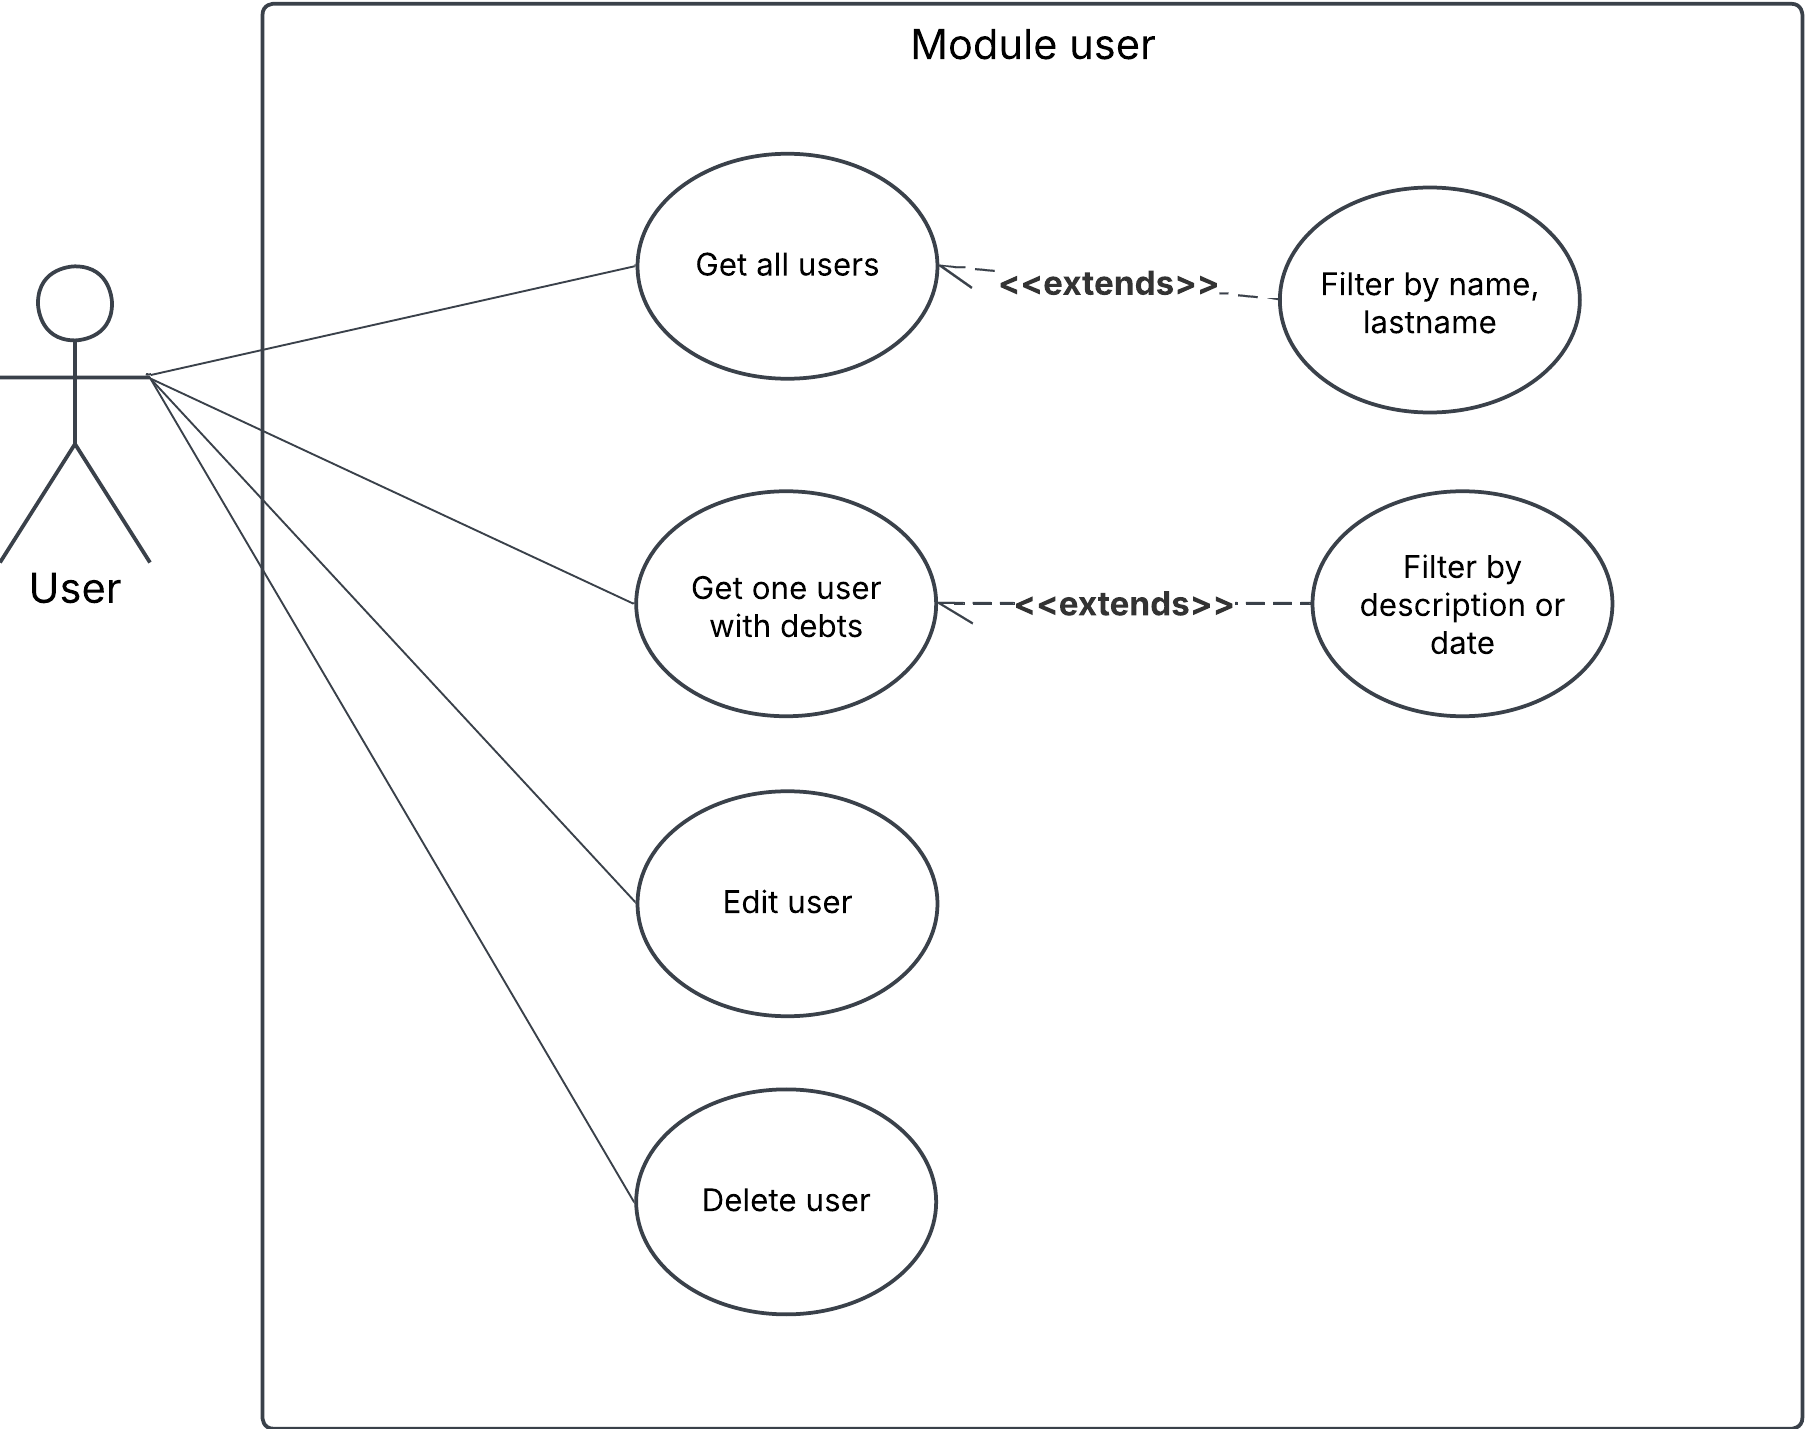 Module user
Get all users
<<extends>>
Filter by name,
lastname
User
Get one user
with debts
<<extends>>
Filter by
description or
date
Edit user
Delete user